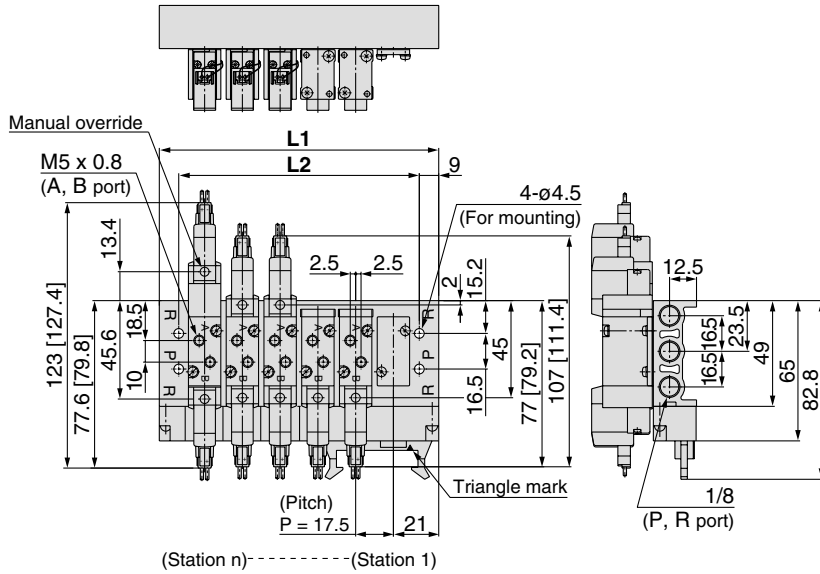 Manual override
L1
M5 x 0.8
(A, B port)
L2
9
4-ø4.5
(For mounting)
13.4
2.5
2.5
2
15.2
12.5
123 [127.4]
77.6 [79.8]
45.6
18.5
10
R
P
R
A
A
A
A
A
B
B
B
B
B
R
P
R
16.5
45
77 [79.2]
107 [111.4]
16.5
16.5
23.5
49
65
82.8
Triangle mark
(Pitch)
P = 17.5
21
1/8
(P, R port)
(Station n)
(Station 1)